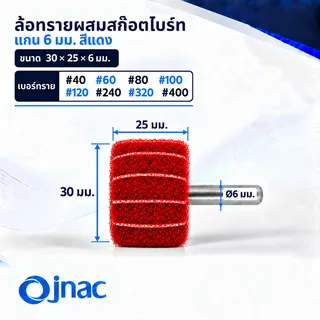 ล้อทรายผสมสก๊อตไบร์ท
แกน 6 มม. สีแดง
ขนาด 30 × 25 × 6 มม.
เบอร์ทราย #40 #60 #80 #100
#120 #240 #320 #400
25 มม.
30 มม.
Ø6 มม.
jnac